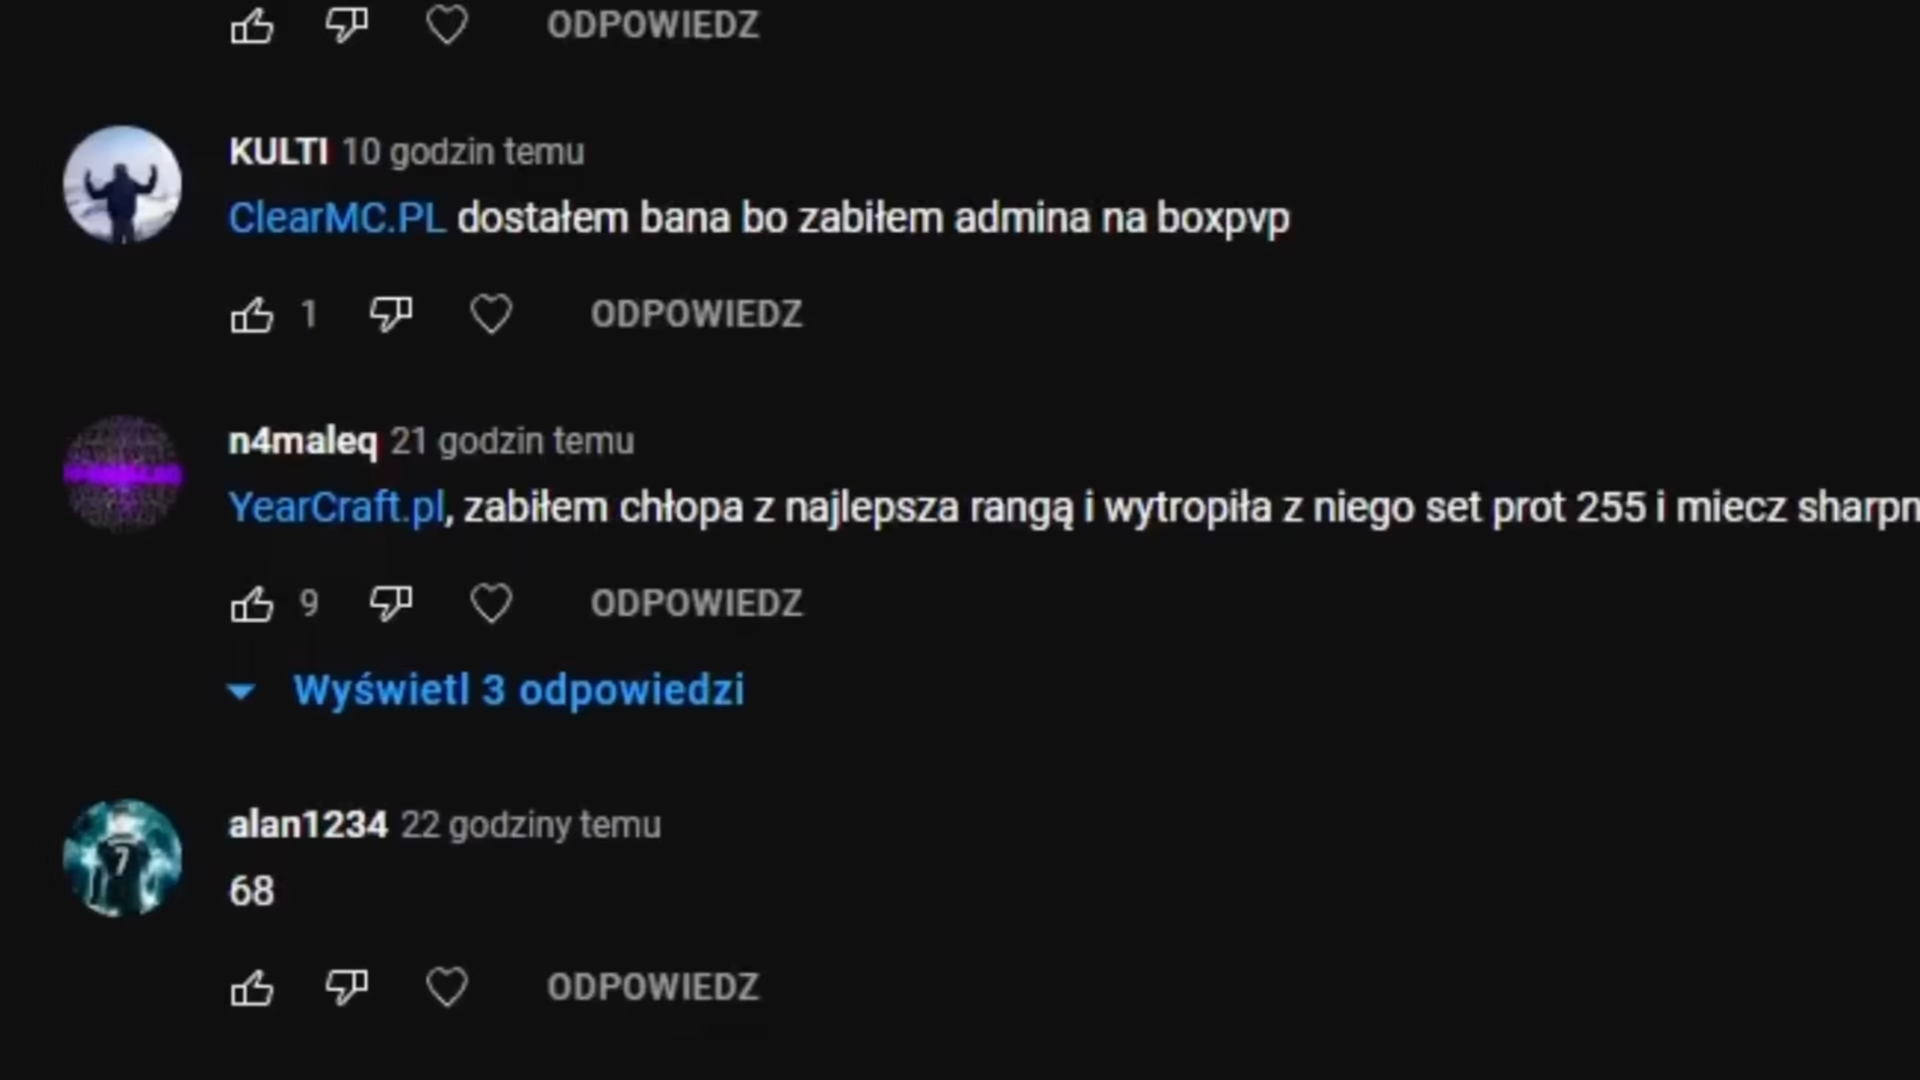 ODPOWIEDZ
KULTI 10 godzin temu
ClearMC.PL dostałem bana bo zabiłem admina na boxpvp
1 ODPOWIEDZ
n4maleq 21 godzin temu
YearCraft.pl, zabiłem chłopa z najlepsza rangą i wytropiła z niego set prot 255 i miecz sharpn
9 ODPOWIEDZ
Wyświetl 3 odpowiedzi
alan1234 22 godziny temu
68
7
ODPOWIEDZ